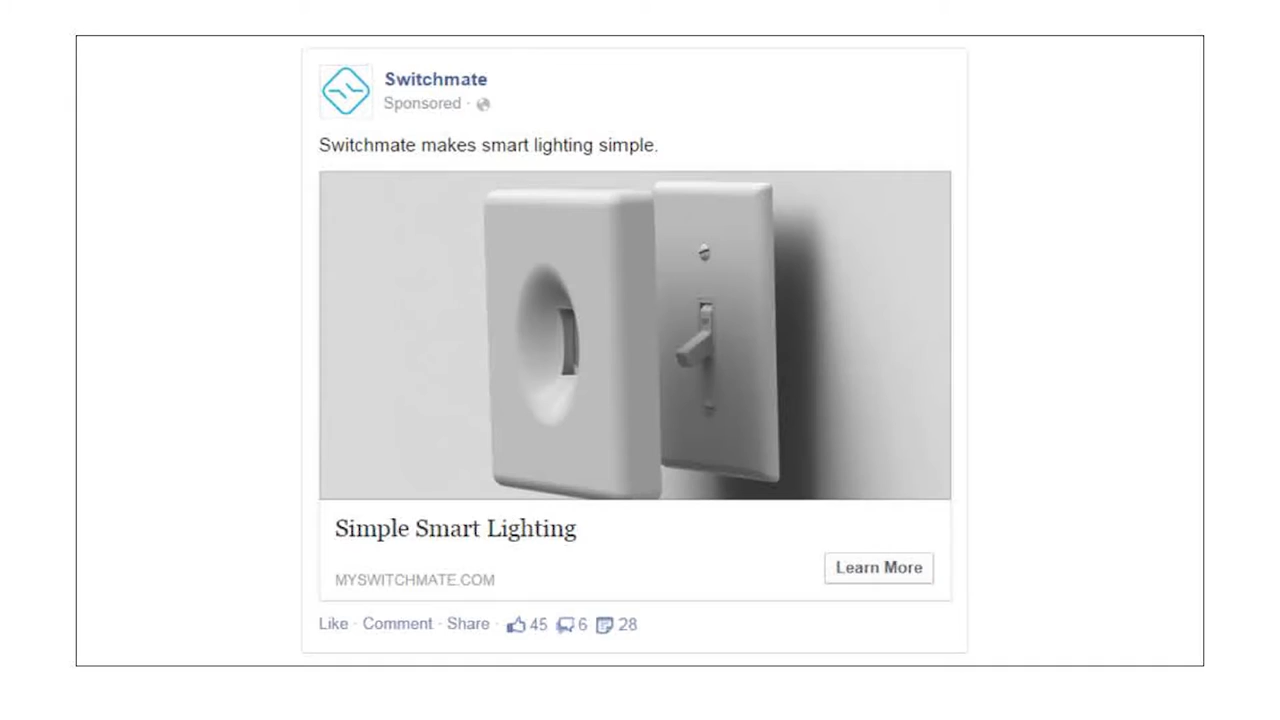 Switchmate
Sponsored ·
Switchmate makes smart lighting simple.
Simple Smart Lighting
MYSWITCHMATE.COM
Learn More
Like · Comment · Share · 45 6 28